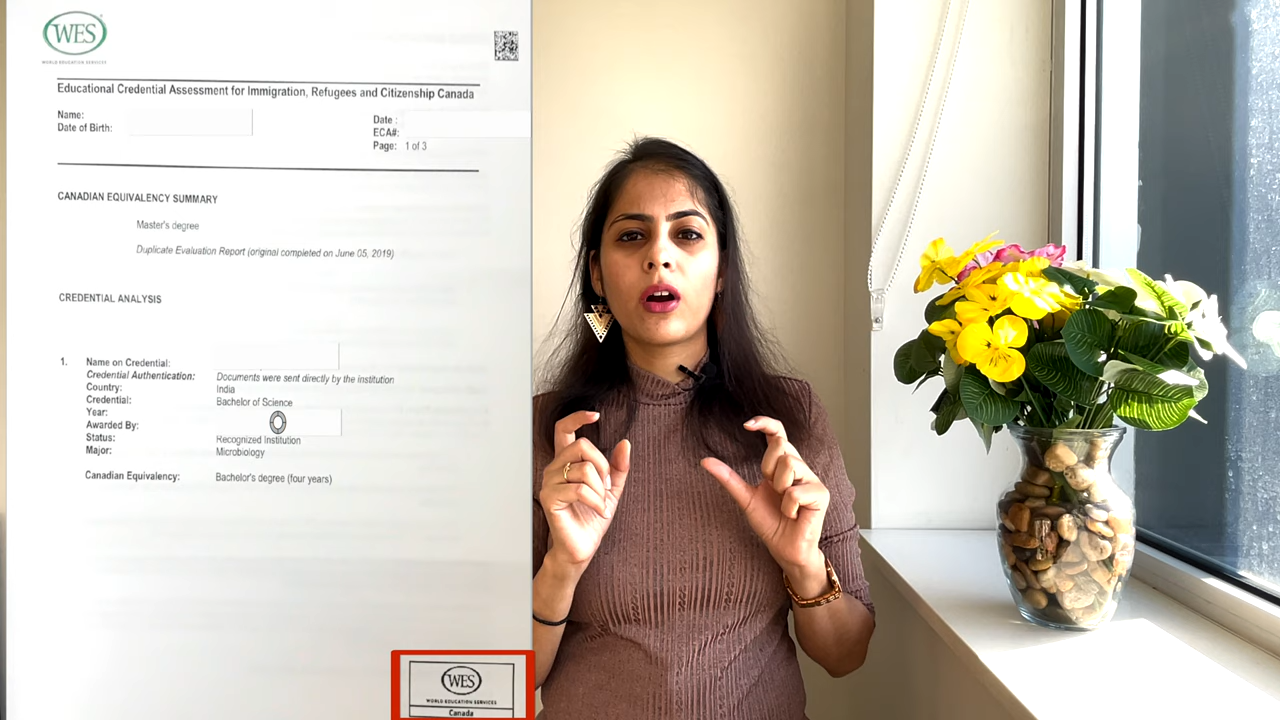 WES
WORLD EDUCATION SERVICES
Educational Credential Assessment for Immigration, Refugees and Citizenship Canada
Name:
Date of Birth:
Date :
ECA#:
Page: 1 of 3
CANADIAN EQUIVALENCY SUMMARY
Master's degree
Duplicate Evaluation Report (original completed on June 05, 2019)
CREDENTIAL ANALYSIS
1. Name on Credential:
Credential Authentication: Documents were sent directly by the institution
Country: India
Credential: Bachelor of Science
Year:
Awarded By:
Status: Recognized Institution
Major: Microbiology
Canadian Equivalency: Bachelor's degree (four years)
WES
WORLD EDUCATION SERVICES
Canada